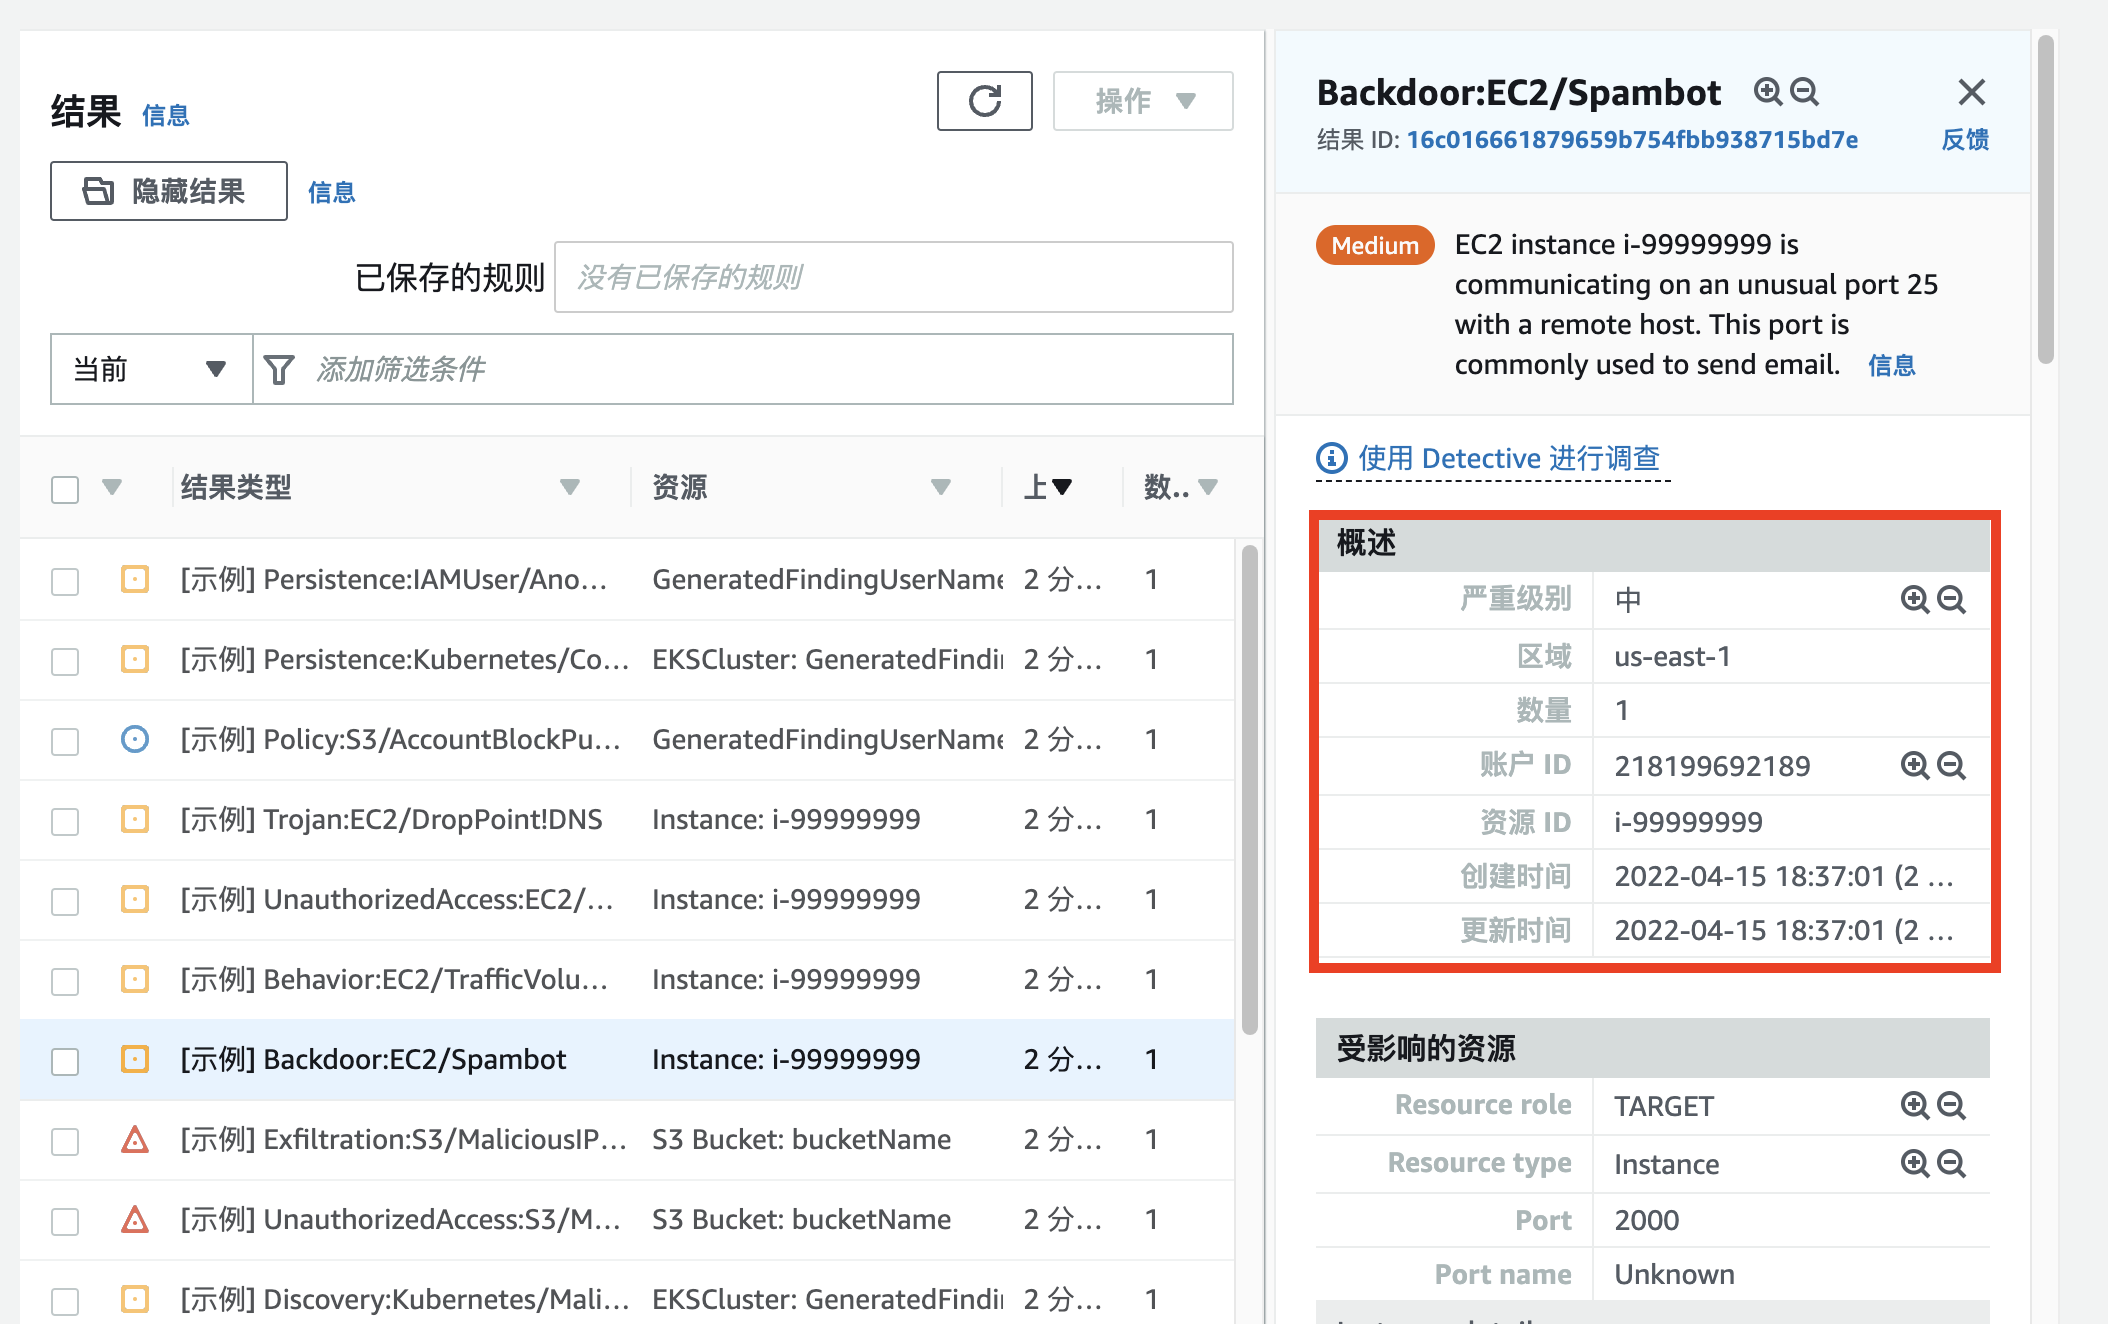 结果 信息
操作
隐藏结果 信息
已保存的规则 没有已保存的规则
当前 添加筛选条件
结果类型 资源 上 数..
[示例] Persistence:IAMUser/Ano... GeneratedFindingUserName 2 分... 1
[示例] Persistence:Kubernetes/Co... EKSCluster: GeneratedFindi 2 分... 1
[示例] Policy:S3/AccountBlockPu... GeneratedFindingUserName 2 分... 1
[示例] Trojan:EC2/DropPoint!DNS Instance: i-99999999 2 分... 1
[示例] UnauthorizedAccess:EC2/... Instance: i-99999999 2 分... 1
[示例] Behavior:EC2/TrafficVolu... Instance: i-99999999 2 分... 1
[示例] Backdoor:EC2/Spambot Instance: i-99999999 2 分... 1
[示例] Exfiltration:S3/MaliciousIP... S3 Bucket: bucketName 2 分... 1
[示例] UnauthorizedAccess:S3/M... S3 Bucket: bucketName 2 分... 1
[示例] Discovery:Kubernetes/Mali... EKSCluster: GeneratedFindi 2 分... 1
Backdoor:EC2/Spambot
结果 ID: 16c016661879659b754fbb938715bd7e 反馈
Medium EC2 instance i-99999999 is
communicating on an unusual port 25
with a remote host. This port is
commonly used to send email. 信息
使用 Detective 进行调查
概述
严重级别 中
区域 us-east-1
数量 1
账户 ID 218199692189
资源 ID i-99999999
创建时间 2022-04-15 18:37:01 (2 ...
更新时间 2022-04-15 18:37:01 (2 ...
受影响的资源
Resource role TARGET
Resource type Instance
Port 2000
Port name Unknown